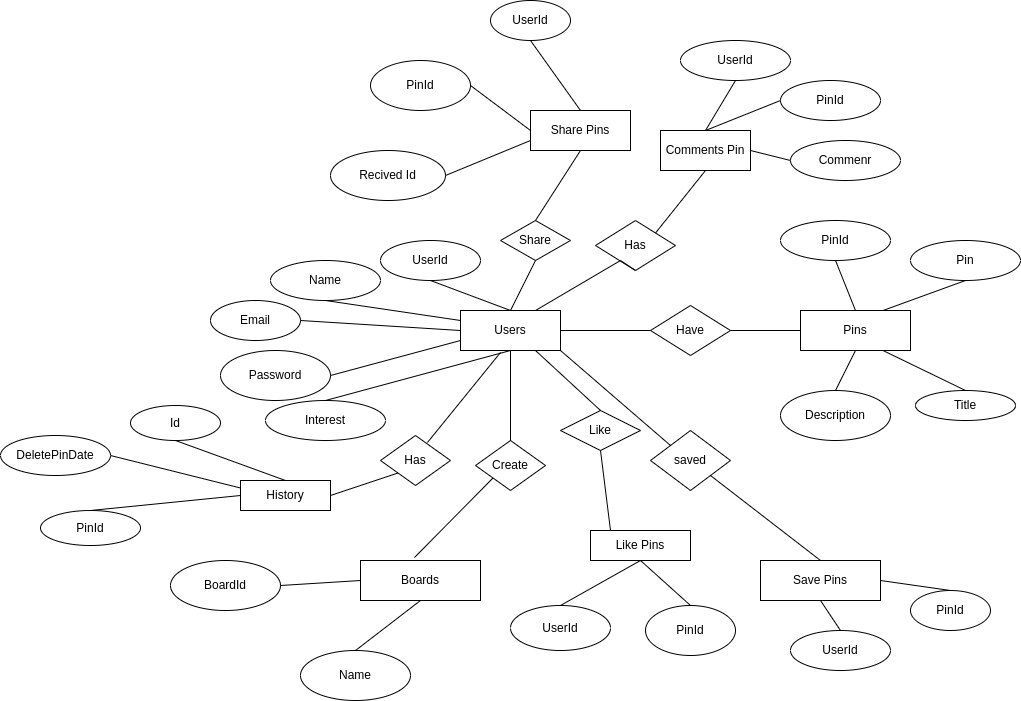 UserId
UserId
PinId
PinId
Share Pins
Comments Pin
Commenr
Recived Id
Share
Has
PinId
UserId
Pin
Name
Email
Users
Have
Pins
Password
Interest
Description
Title
Id
Like
DeletePinDate
Has
Create
saved
History
PinId
Like Pins
BoardId
Boards
Save Pins
UserId
PinId
PinId
UserId
Name